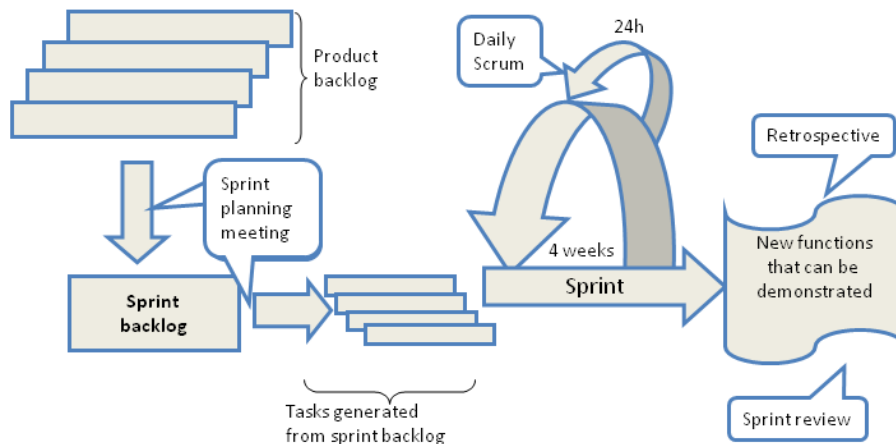 Product
backlog
Sprint
planning
meeting
Sprint
backlog
Tasks generated
from sprint backlog
Daily
Scrum
24h
4 weeks
Sprint
Retrospective
New functions
that can be
demonstrated
Sprint review